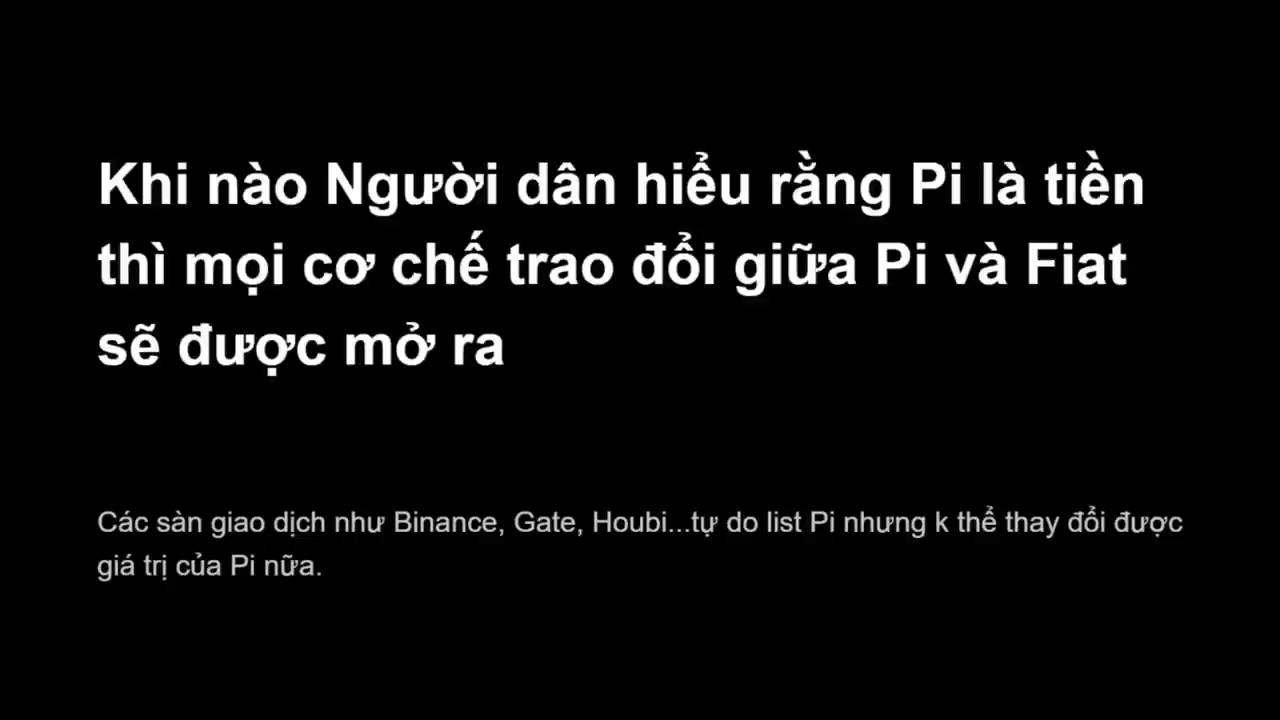 Khi nào Người dân hiểu rằng Pi là tiền
thì mọi cơ chế trao đổi giữa Pi và Fiat
sẽ được mở ra
Các sàn giao dịch như Binance, Gate, Houbi...tự do list Pi nhưng k thể thay đổi được
giá trị của Pi nữa.